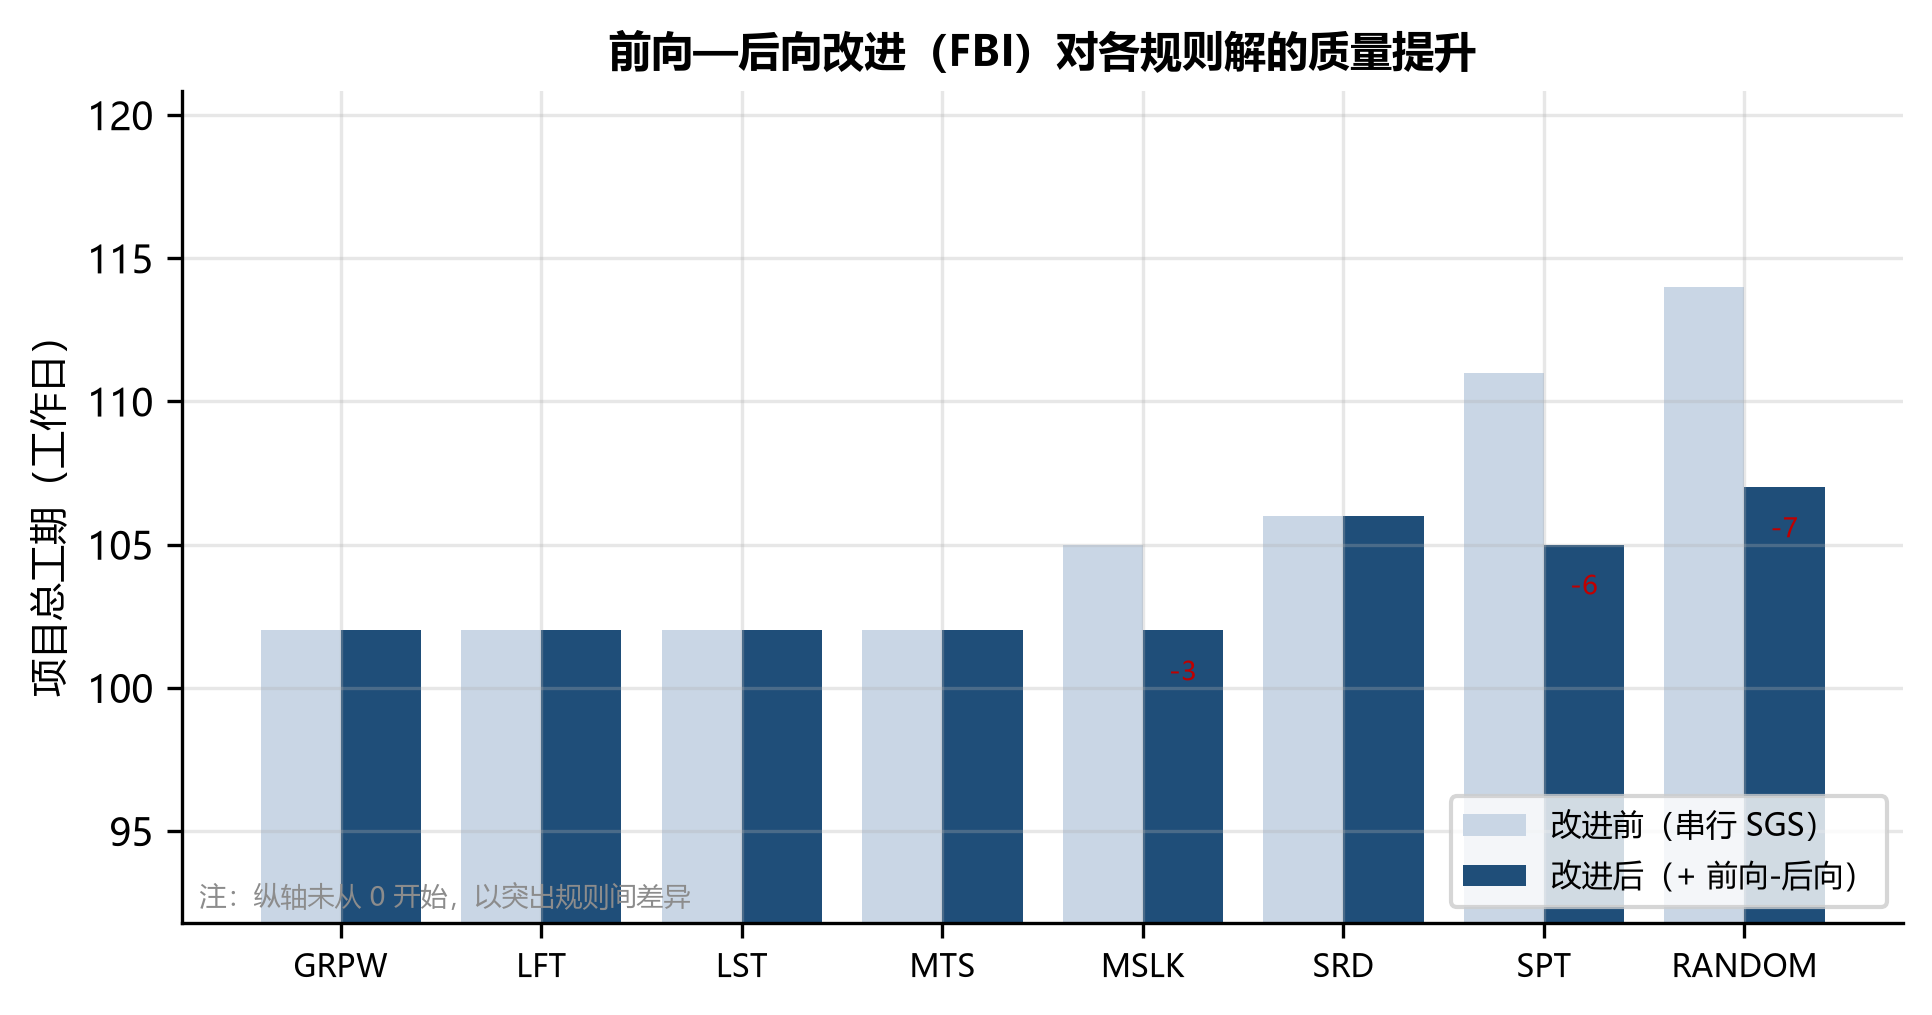 前向—后向改进（FBI）对各规则解的质量提升
项目总工期（工作日）
120
115
110
105
100
95
-3
-6
-7
改进前（串行 SGS）
改进后（+ 前向-后向）
注：纵轴未从 0 开始，以突出规则间差异
GRPW LFT LST MTS MSLK SRD SPT RANDOM